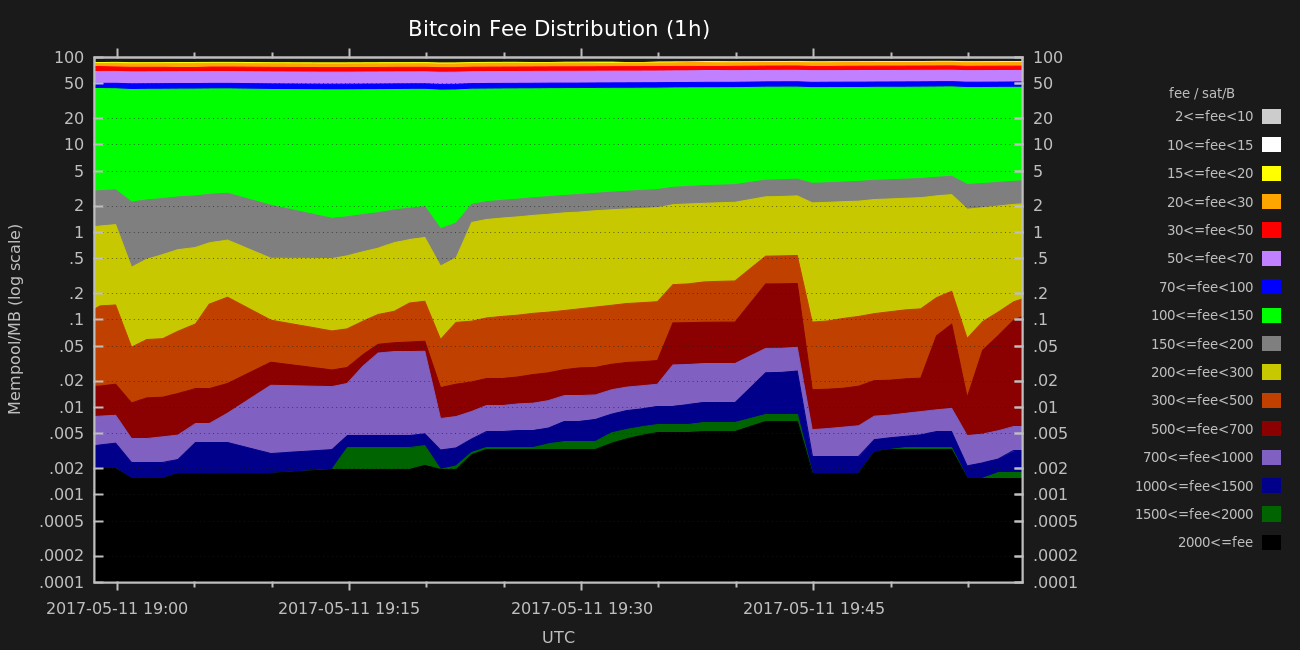 Bitcoin Fee Distribution (1h)
Mempool/MB (log scale)
100
50
20
10
5
2
1
.5
.2
.1
.05
.02
.01
.005
.002
.001
.0005
.0002
.0001
100
50
20
10
5
2
1
.5
.2
.1
.05
.02
.01
.005
.002
.001
.0005
.0002
.0001
2017-05-11 19:00
2017-05-11 19:15
2017-05-11 19:30
2017-05-11 19:45
UTC
fee / sat/B
2<=fee<10
10<=fee<15
15<=fee<20
20<=fee<30
30<=fee<50
50<=fee<70
70<=fee<100
100<=fee<150
150<=fee<200
200<=fee<300
300<=fee<500
500<=fee<700
700<=fee<1000
1000<=fee<1500
1500<=fee<2000
2000<=fee